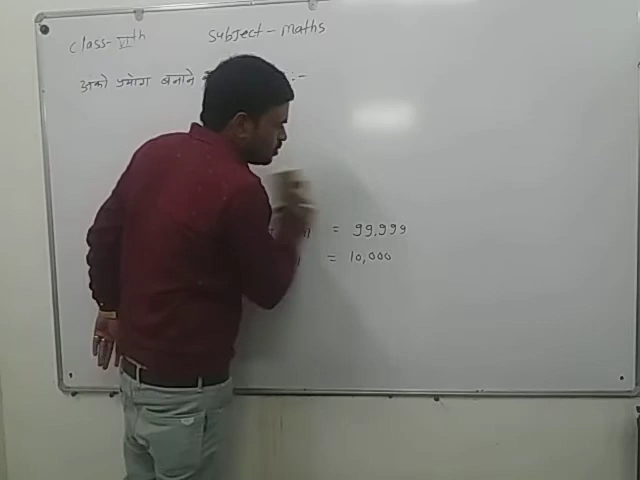 Class-VIth Subject-Maths
अंको प्रयोग बनाने :-
= 99,999
= 10,000